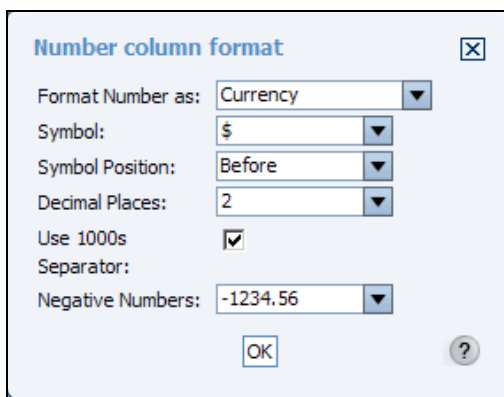 Number column format
Format Number as: Currency
Symbol: $
Symbol Position: Before
Decimal Places: 2
Use 1000s
Separator:
Negative Numbers: -1234.56
OK
?